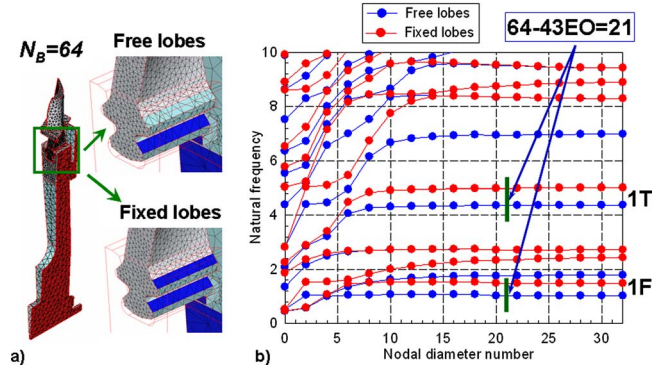 a)
N_B=64
Free lobes
Fixed lobes
Free lobes
Fixed lobes
64-43EO=21
Natural frequency
10
8
6
4
2
0
1T
1F
0 5 10 15 20 25 30
Nodal diameter number
b)